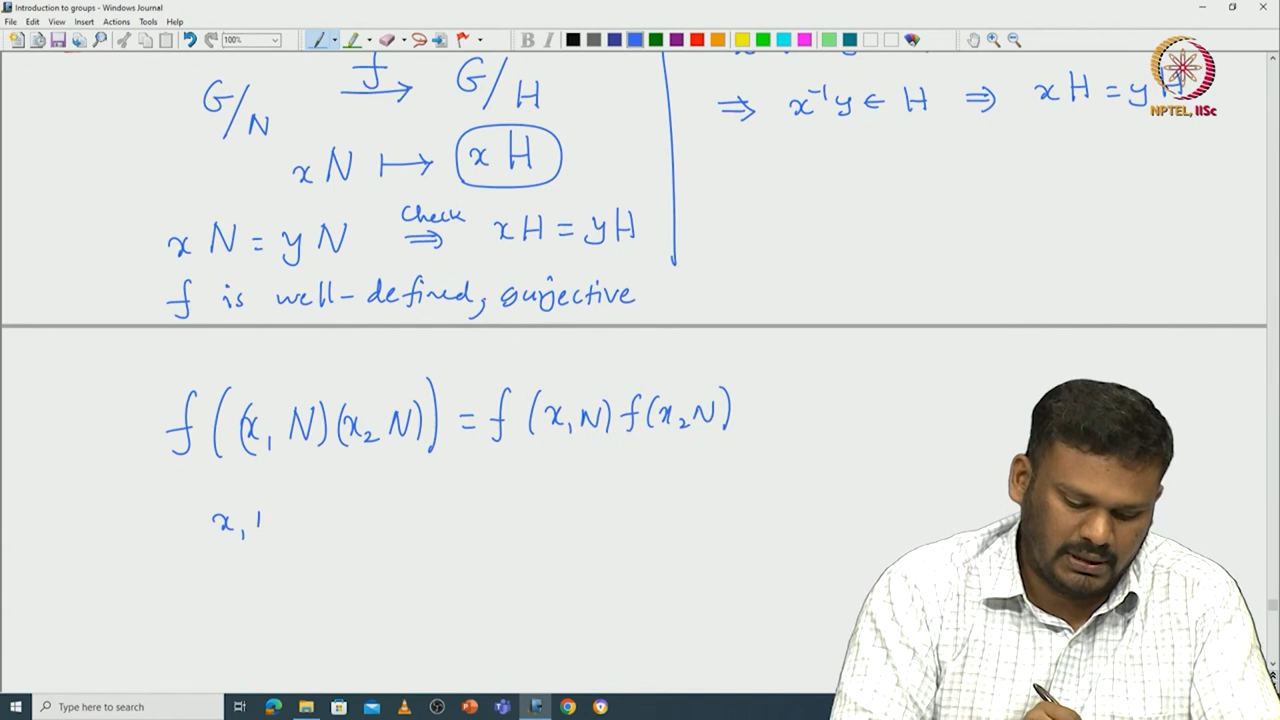 Introduction to groups - Windows Journal
File Edit View Insert Actions Tools Help
100%
G/N —f→ G/H
xN ↦ xH
xN = yN ⇒ (Check) xH = yH
f is well-defined, surjective
⇒ x⁻¹y ∈ H ⇒ xH = yH
NPTEL, IISc
f((x₁N)(x₂N)) = f(x₁N) f(x₂N)
x₁
Type here to search